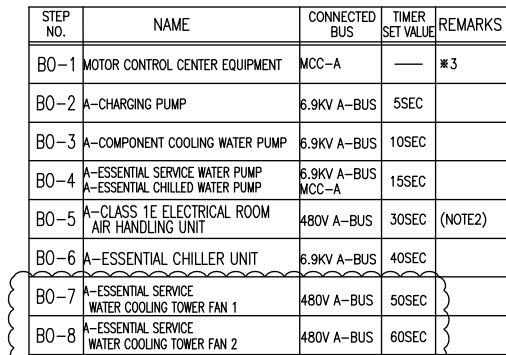 STEP NO. NAME CONNECTED BUS TIMER SET VALUE REMARKS
BO-1 MOTOR CONTROL CENTER EQUIPMENT MCC-A — ※3
BO-2 A-CHARGING PUMP 6.9KV A-BUS 5SEC
BO-3 A-COMPONENT COOLING WATER PUMP 6.9KV A-BUS 10SEC
BO-4 A-ESSENTIAL SERVICE WATER PUMP 6.9KV A-BUS 15SEC
A-ESSENTIAL CHILLED WATER PUMP MCC-A
BO-5 A-CLASS 1E ELECTRICAL ROOM 480V A-BUS 30SEC (NOTE2)
AIR HANDLING UNIT
BO-6 A-ESSENTIAL CHILLER UNIT 6.9KV A-BUS 40SEC
BO-7 A-ESSENTIAL SERVICE 480V A-BUS 50SEC
WATER COOLING TOWER FAN 1
BO-8 A-ESSENTIAL SERVICE 480V A-BUS 60SEC
WATER COOLING TOWER FAN 2